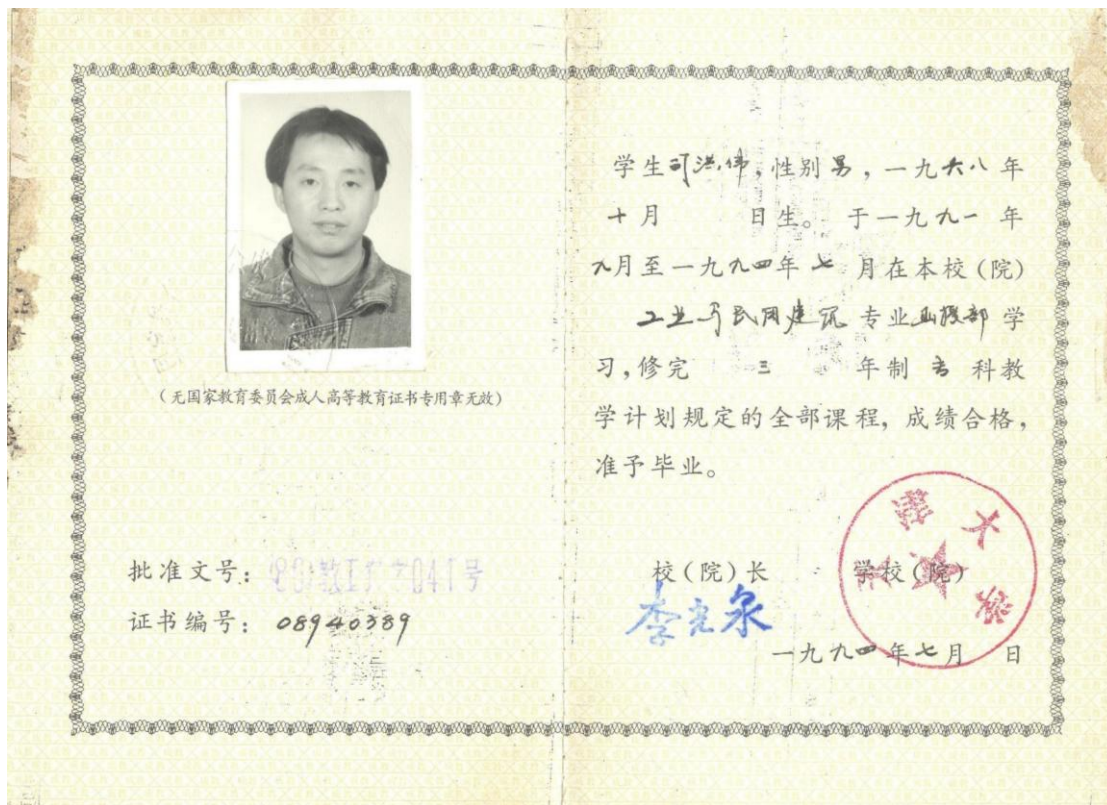 (无国家教育委员会成人高等教育证书专用章无效)
批准文号:
证书编号: 08940389
学生司洪伟,性别男,一九六八年
十月 日生。于一九九一年
九月至一九九四年七月在本校(院)
工业与民用建筑专业函授部学
习,修完 三 年制专科教
学计划规定的全部课程,成绩合格,
准予毕业。
校(院)长 学校(院)
一九九四年七月 日